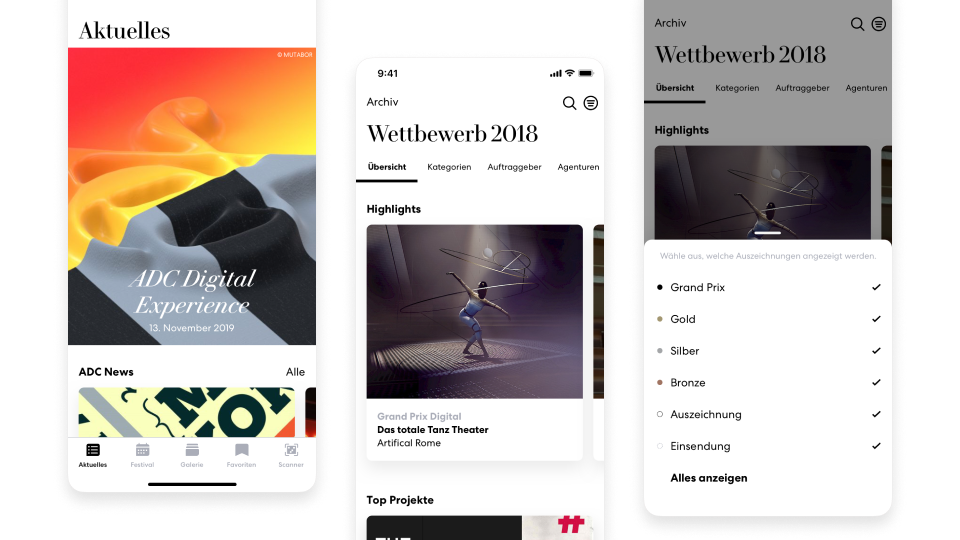 Aktuelles
© MUTABOR
ADC Digital
Experience
13. November 2019
ADC News
Alle
Aktuelles
Festival
Galerie
Favoriten
Scanner
9:41
Archiv
Wettbewerb 2018
Übersicht
Kategorien
Auftraggeber
Agenturen
Highlights
Grand Prix Digital
Das totale Tanz Theater
Artifical Rome
Top Projekte
Archiv
Wettbewerb 2018
Übersicht
Kategorien
Auftraggeber
Agenturen
Highlights
Wähle aus, welche Auszeichnungen angezeigt werden.
Grand Prix
Gold
Silber
Bronze
Auszeichnung
Einsendung
Alles anzeigen